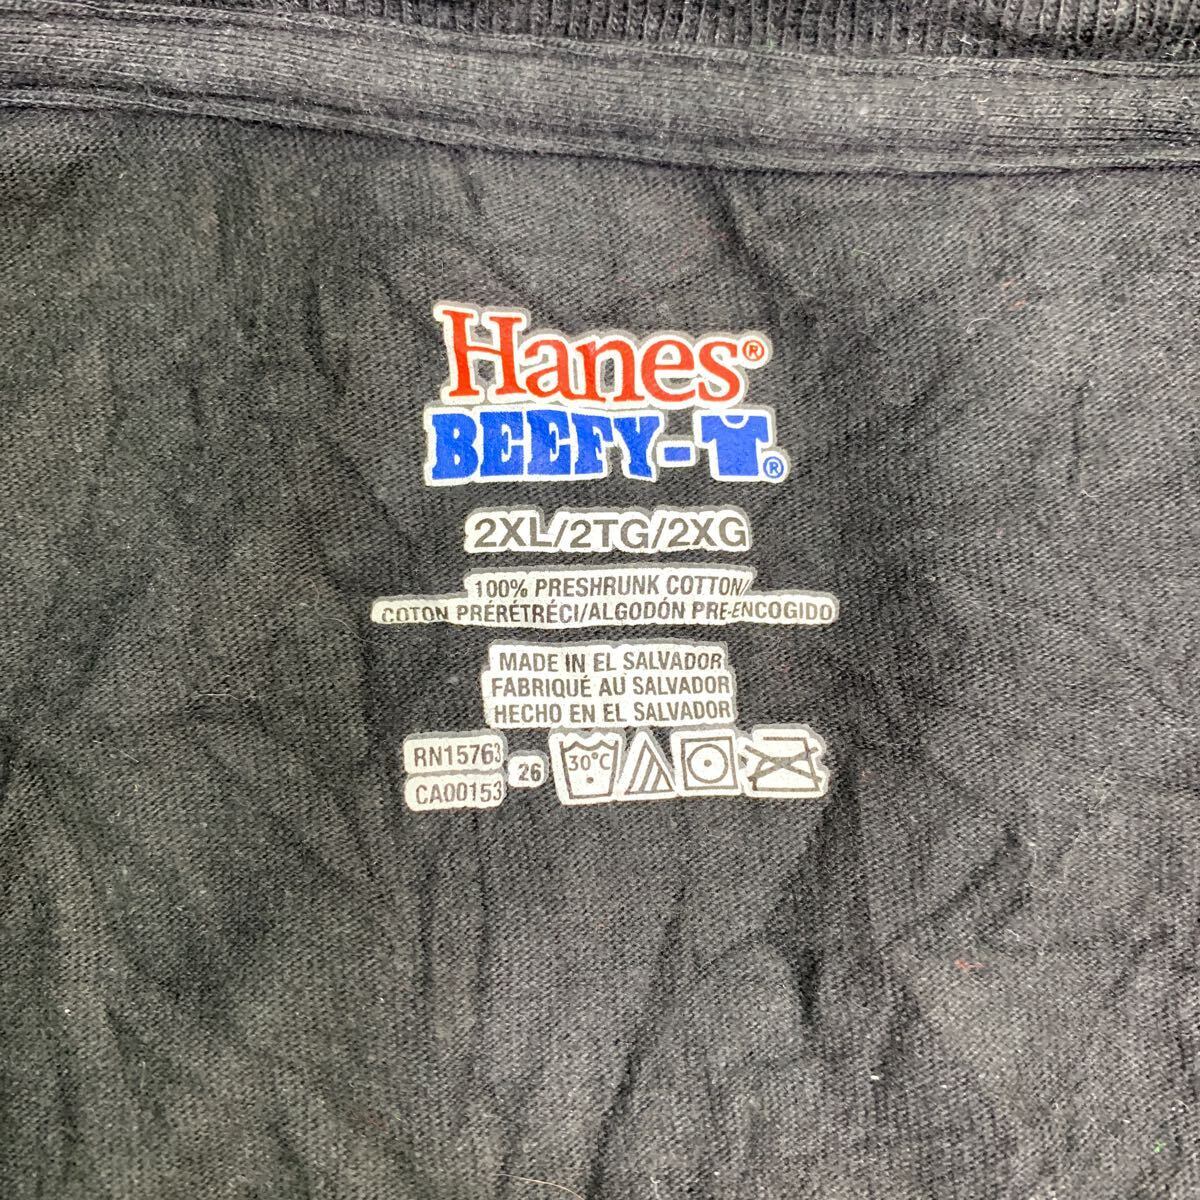 Hanes®
BEEFY-T®
2XL/2TG/2XG
100% PRESHRUNK COTTON/
COTON PRÉRÉTRÉCI/ALGODÓN PRE-ENCOGIDO
MADE IN EL SALVADOR
FABRIQUÉ AU SALVADOR
HECHO EN EL SALVADOR
RN15763
CA00153
26
30°C